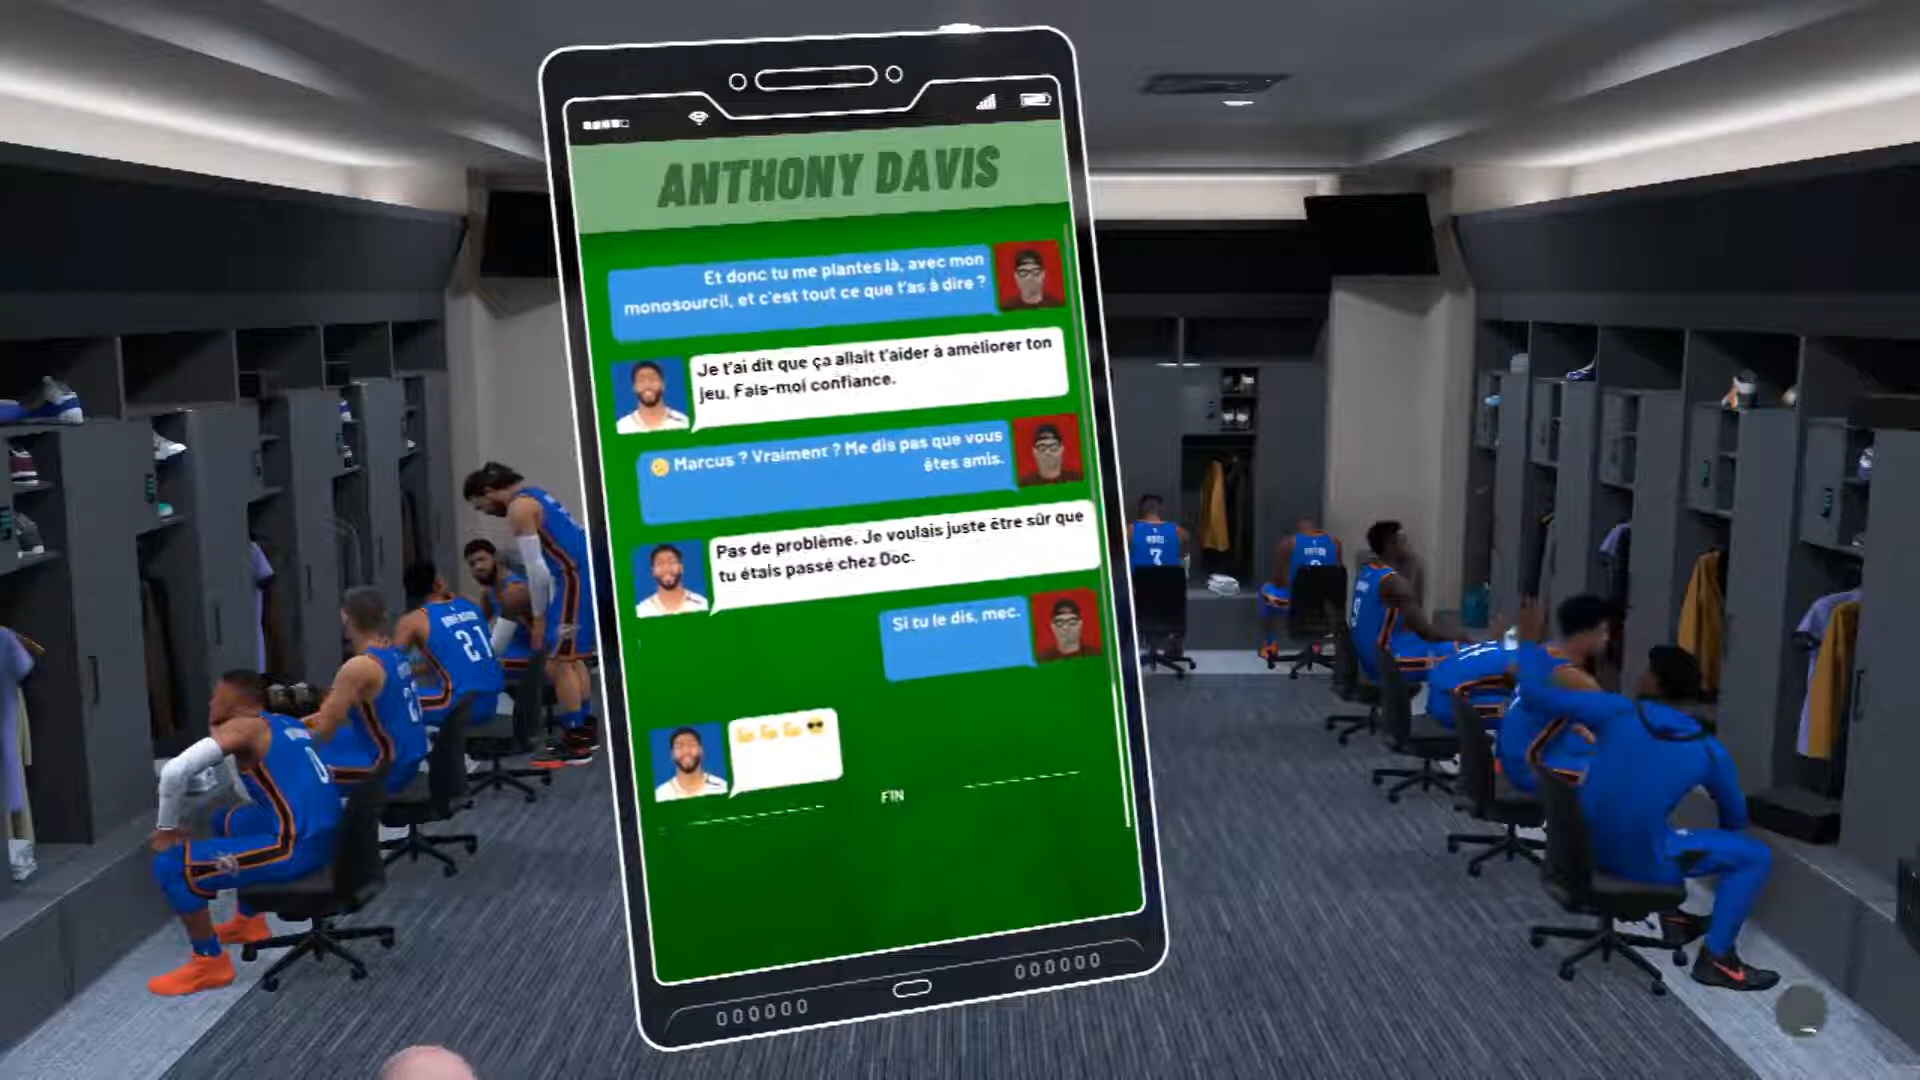 ANTHONY DAVIS
Et donc tu me plantes là, avec mon
monosourcil, et c'est tout ce que t'as à dire ?
Je t'ai dit que ça allait t'aider à améliorer ton
jeu. Fais-moi confiance.
🤨 Marcus ? Vraiment ? Me dis pas que vous
êtes amis.
Pas de problème. Je voulais juste être sûr que
tu étais passé chez Doc.
Si tu le dis, mec.
💪 💪 💪 😎
FIN
21
7
9